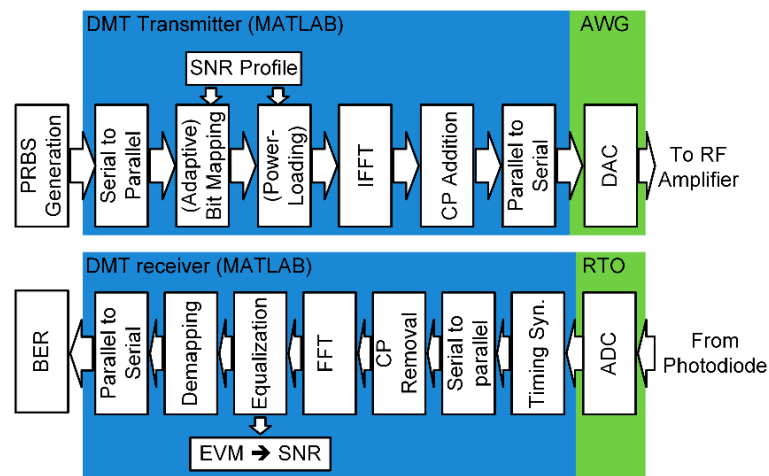 DMT Transmitter (MATLAB)
AWG
SNR Profile
PRBS
Generation
Serial to
Parallel
(Adaptive)
Bit Mapping
(Power-
Loading)
IFFT
CP Addition
Parallel to
Serial
DAC
To RF
Amplifier
DMT receiver (MATLAB)
RTO
BER
Parallel to
Serial
Demapping
Equalization
FFT
CP
Removal
Serial to
parallel
Timing Syn.
ADC
From
Photodiode
EVM → SNR